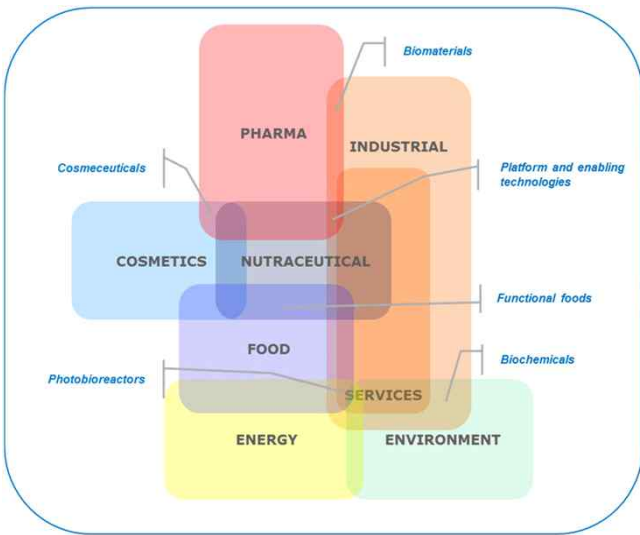 Biomaterials
PHARMA
INDUSTRIAL
Cosmeceuticals
Platform and enabling
technologies
COSMETICS
NUTRACEUTICAL
Functional foods
FOOD
Biochemicals
Photobioreactors
SERVICES
ENERGY
ENVIRONMENT